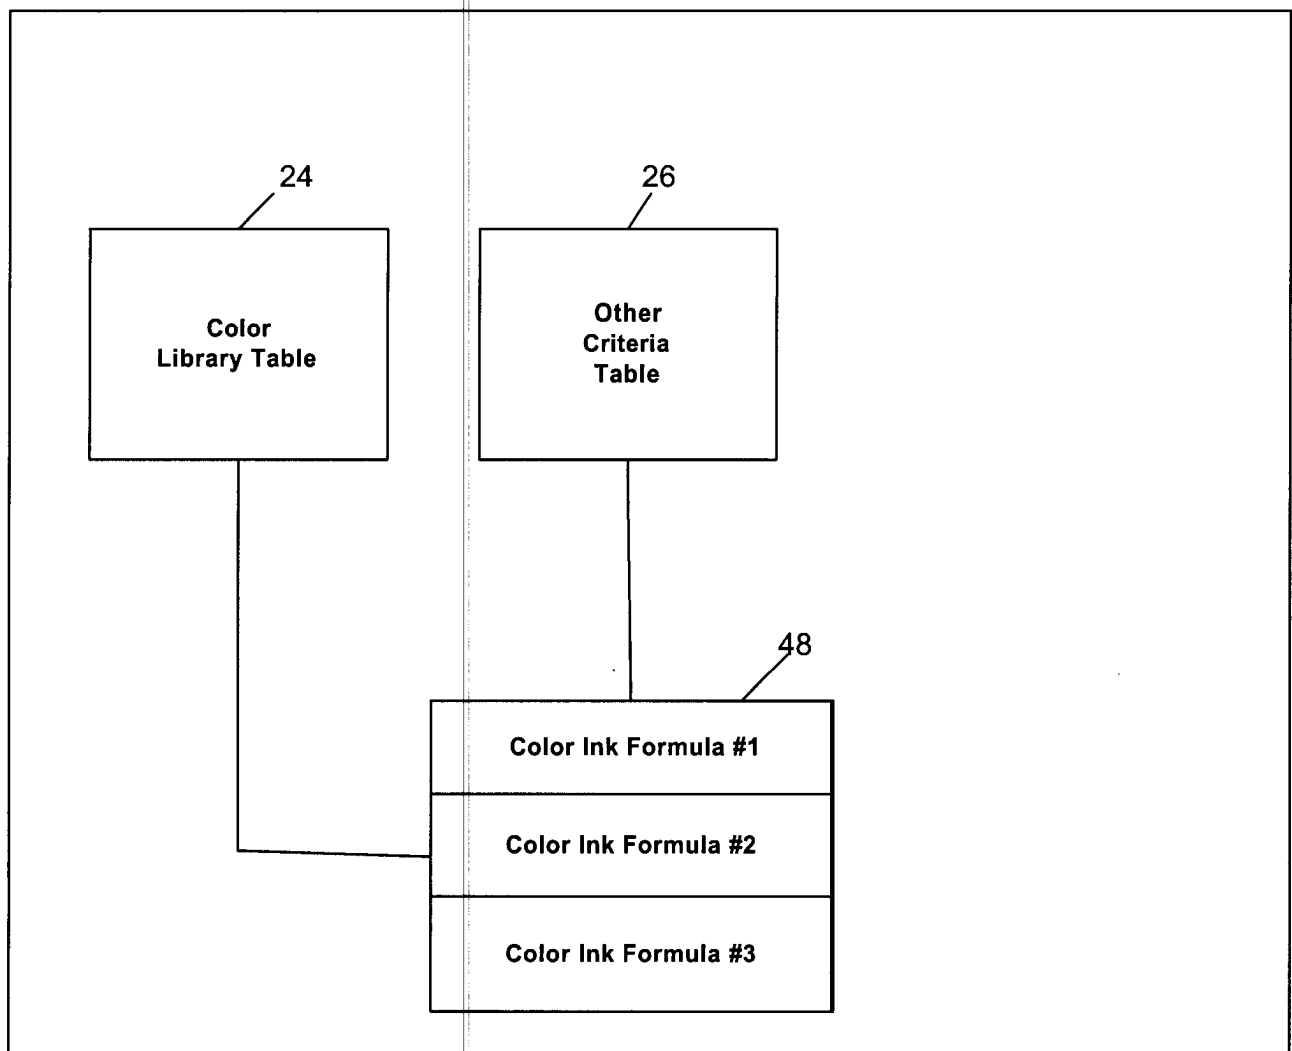 24
26
Color
Library Table
Other
Criteria
Table
48
Color Ink Formula #1
Color Ink Formula #2
Color Ink Formula #3